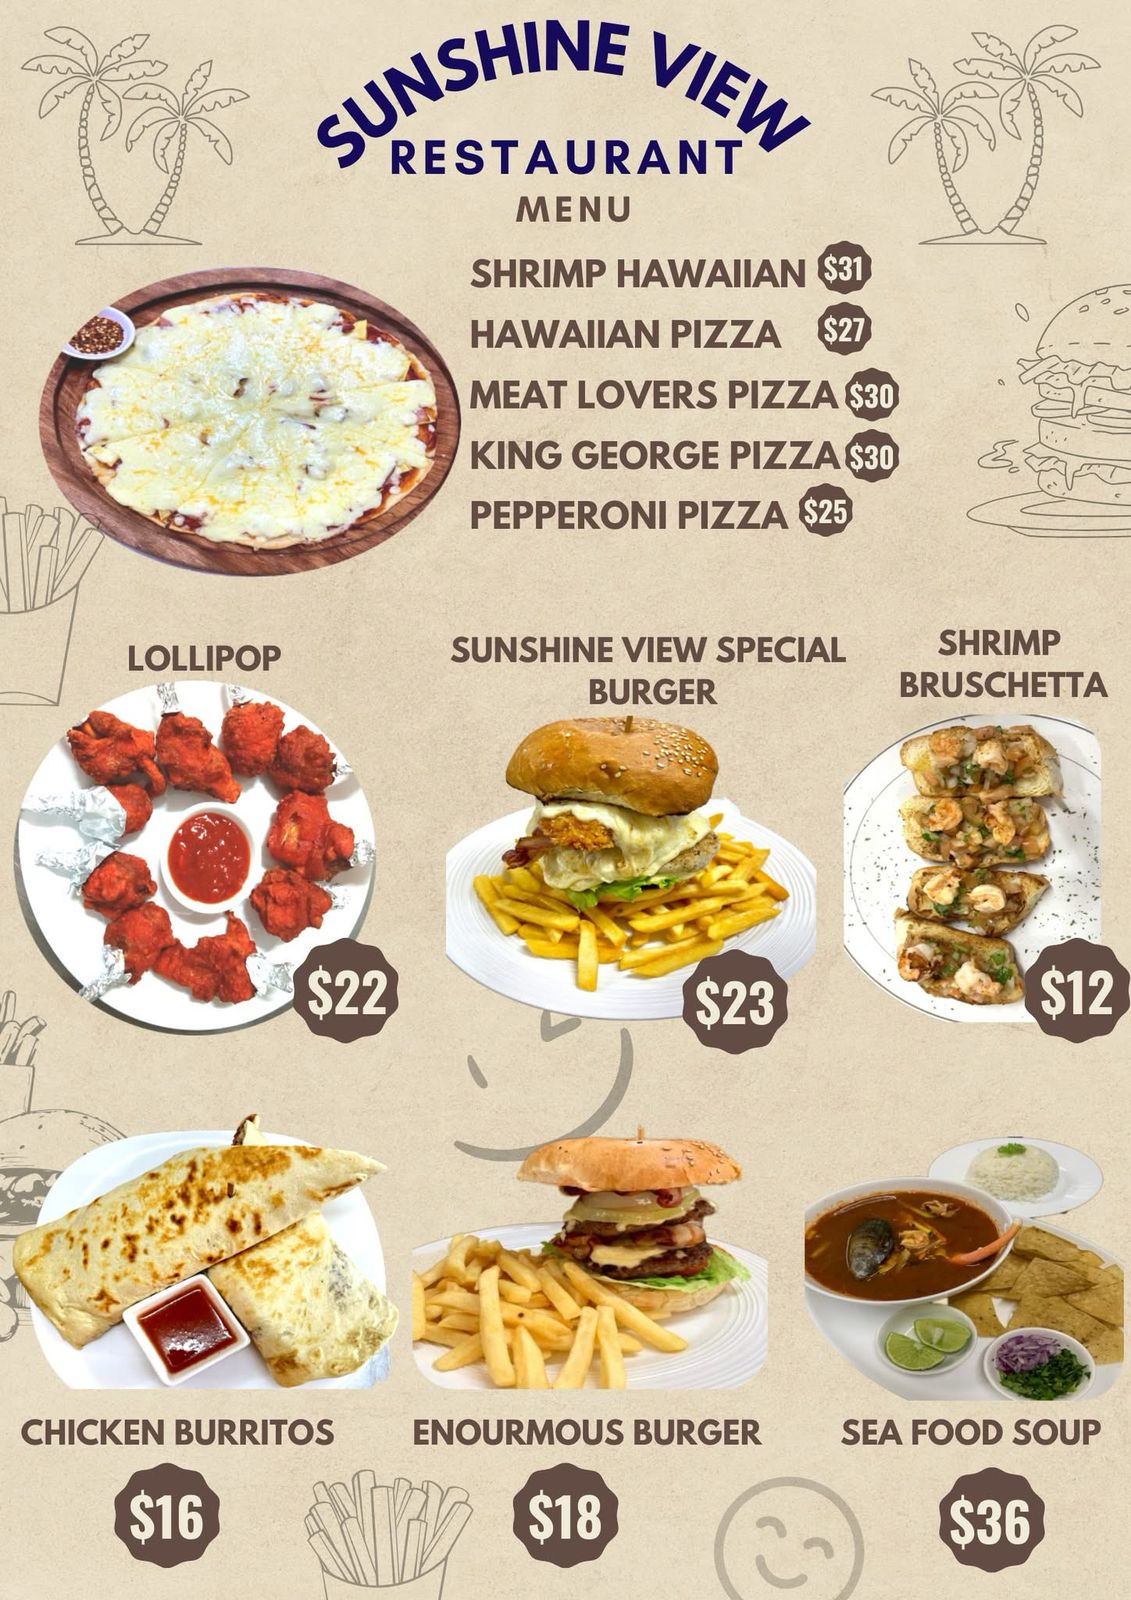 SUNSHINE VIEW
RESTAURANT
MENU
SHRIMP HAWAIIAN $31
HAWAIIAN PIZZA $27
MEAT LOVERS PIZZA $30
KING GEORGE PIZZA $30
PEPPERONI PIZZA $25
LOLLIPOP
$22
SUNSHINE VIEW SPECIAL
BURGER
$23
SHRIMP
BRUSCHETTA
$12
CHICKEN BURRITOS
$16
ENOURMOUS BURGER
$18
SEA FOOD SOUP
$36